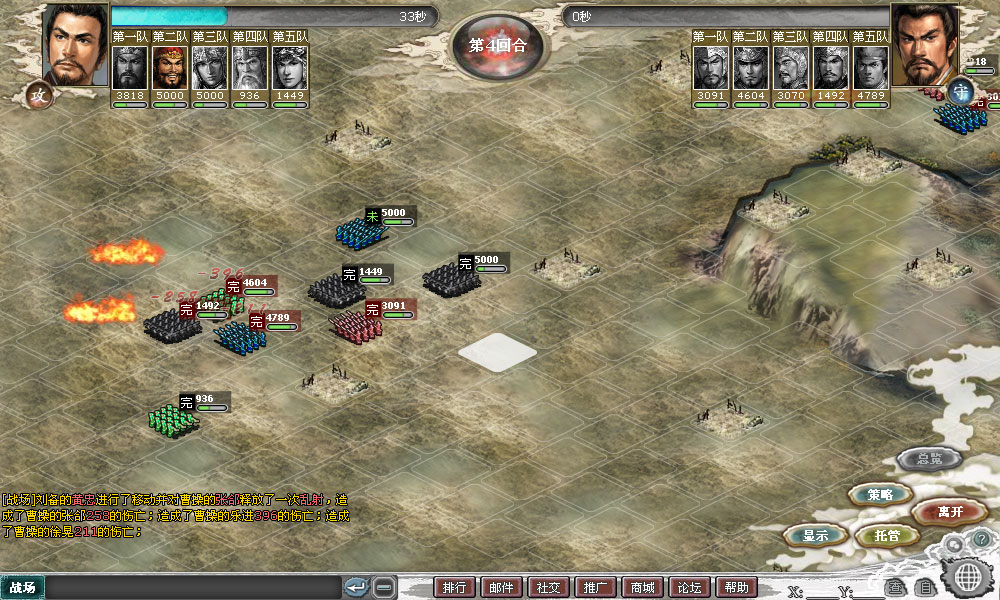 33秒
第4回合
0秒
第一队 第二队 第三队 第四队 第五队
第一队 第二队 第三队 第四队 第五队
3818 5000 5000 936 1449
3091 4604 3070 1492 4789
攻
守
18
未 5000
完 5000
完 1449
-396
完 4604
完 1492
完 3091
完 4789
完 936
总览
策略
离开
显示
托管
[战场]刘备的黄忠进行了移动并对曹操的张郃释放了一次乱射，造
成了曹操的张郃258的伤亡；造成了曹操的乐进396的伤亡；造成
了曹操的徐晃211的伤亡；
战场
排行 邮件 社交 推广 商城 论坛 帮助
X: Y:
查 自
?